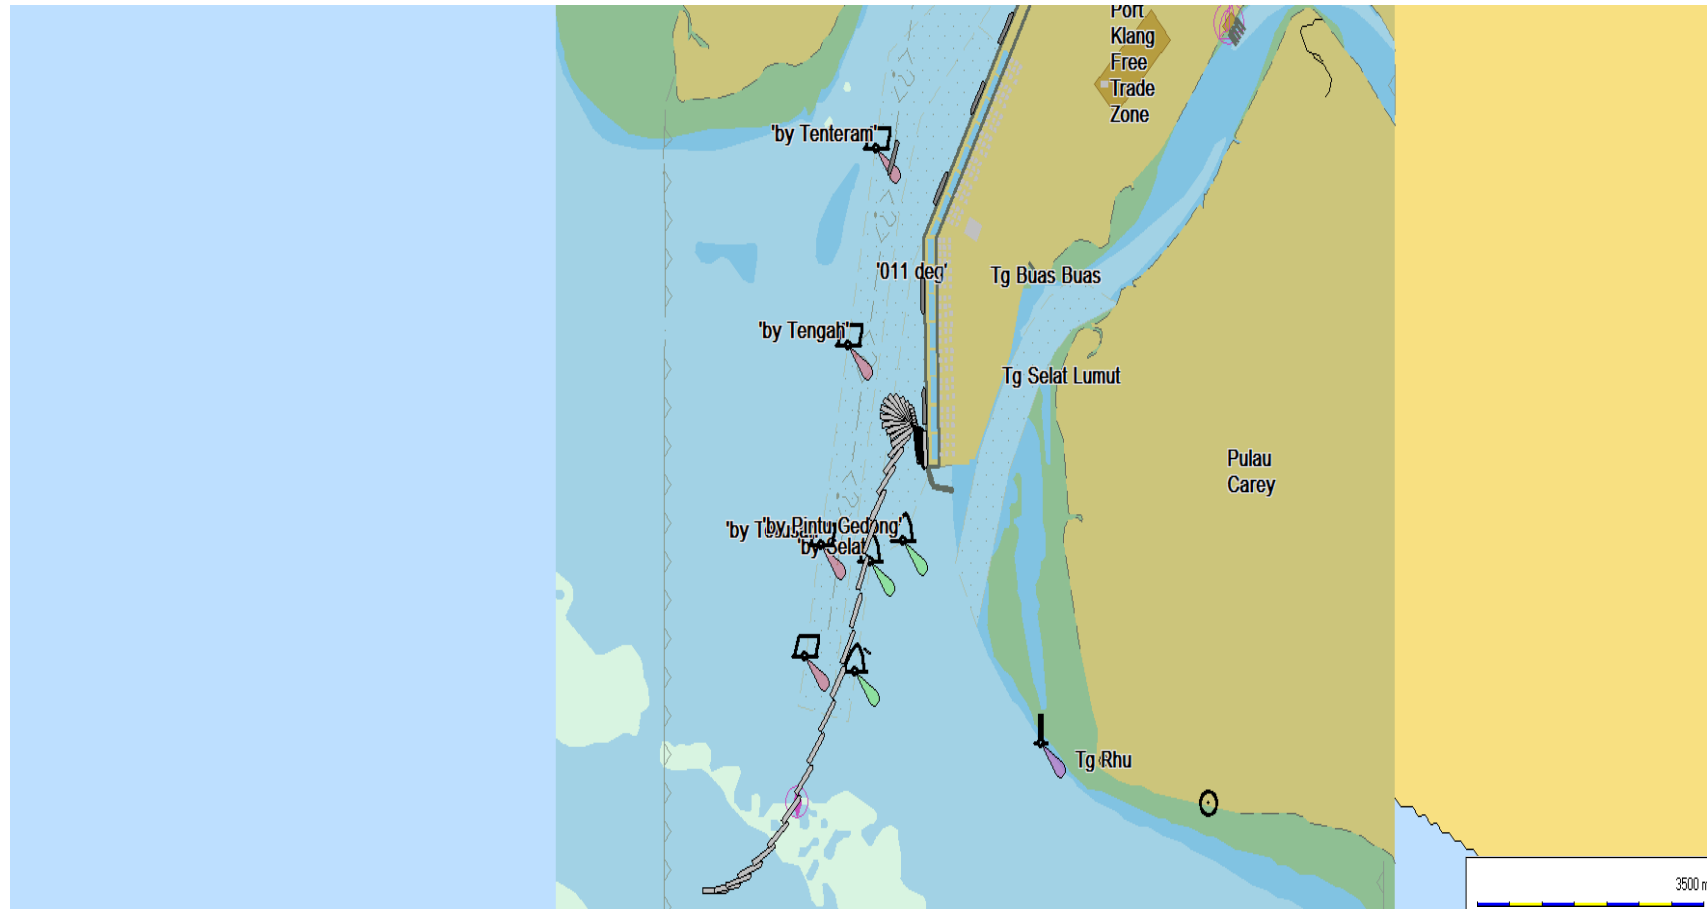 Port
Klang
Free
Trade
Zone
'by Tenteram'
'011 deg'
Tg Buas Buas
'by Tengah'
Tg Selat Lumut
Pulau
Carey
'by Pintu Gedong'
'by Selat
Tg Rhu
3500 m